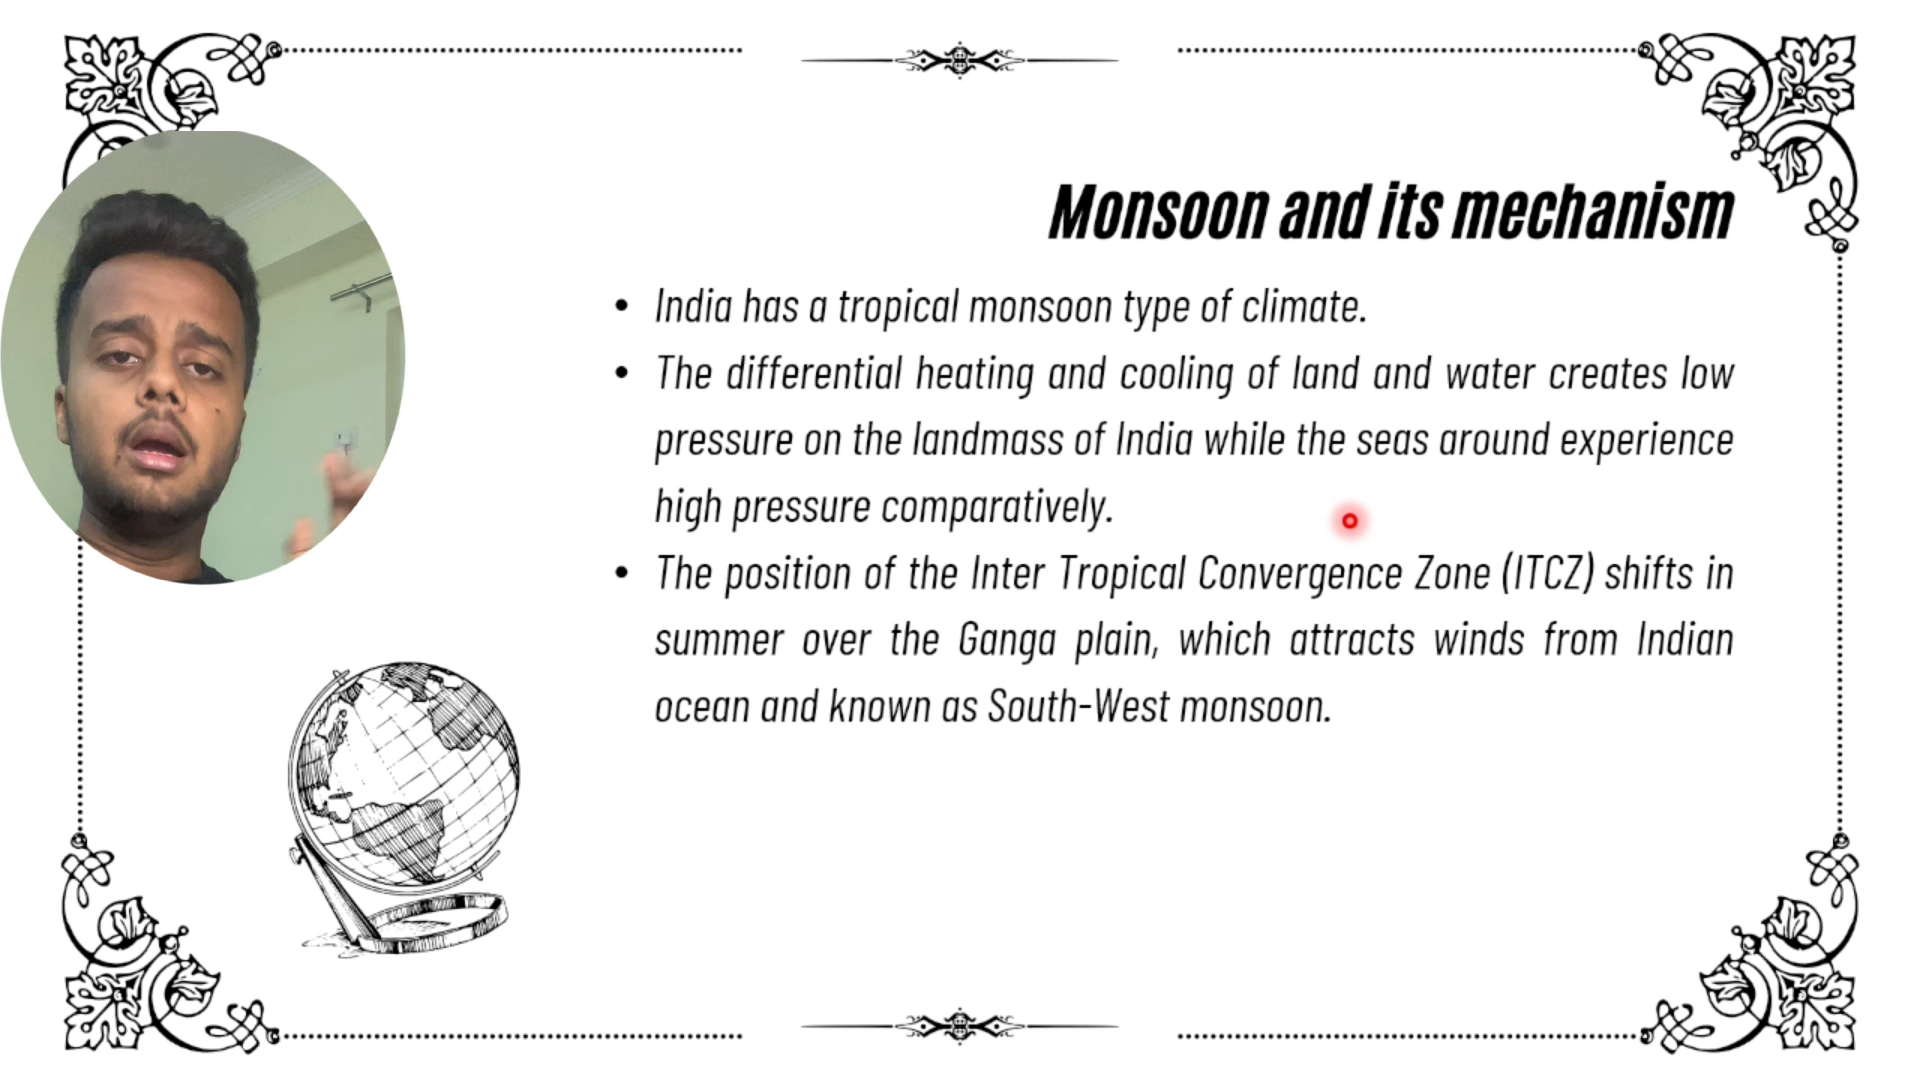 Monsoon and its mechanism
• India has a tropical monsoon type of climate.
• The differential heating and cooling of land and water creates low
pressure on the landmass of India while the seas around experience
high pressure comparatively.
• The position of the Inter Tropical Convergence Zone (ITCZ) shifts in
summer over the Ganga plain, which attracts winds from Indian
ocean and known as South-West monsoon.